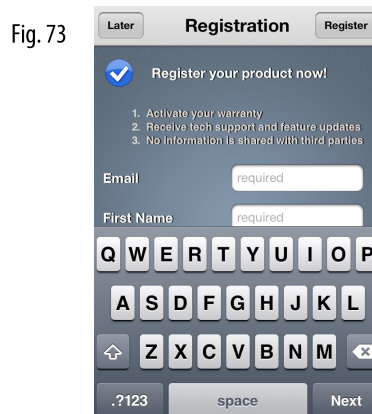 Fig. 73
Later Registration Register
Register your product now!
1. Activate your warranty
2. Receive tech support and feature updates
3. No information is shared with third parties
Email required
First Name required
Q W E R T Y U I O P
A S D F G H J K L
Z X C V B N M
.?123 space Next